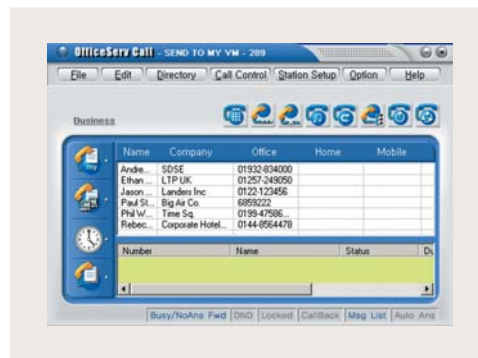 OfficeServ Call - SEND TO MY VM - 289
File Edit Directory Call Control Station Setup Option Help
Business
Name Company Office Home Mobile
Andre... SDSE 01932-834000
Ethan ... LTP UK 01257-249050
Jason ... Landers Inc 0122-123456
Paul St... Big Air Co. 6859222
Phil W... Time Sq. 0199-47586...
Rebec... Corporate Hotel... 0144-8564478
Number Name Status Du
Busy/NoAns Fwd DND Locked CallBack Msg List Auto Ans